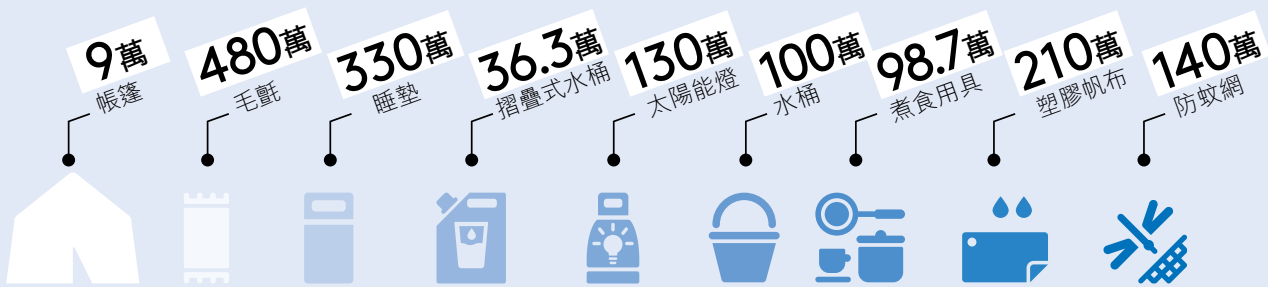 9萬
帳篷
480萬
毛氈
330萬
睡墊
36.3萬
摺疊式水桶
130萬
太陽能燈
100萬
水桶
98.7萬
煮食用具
210萬
塑膠帆布
140萬
防蚊網